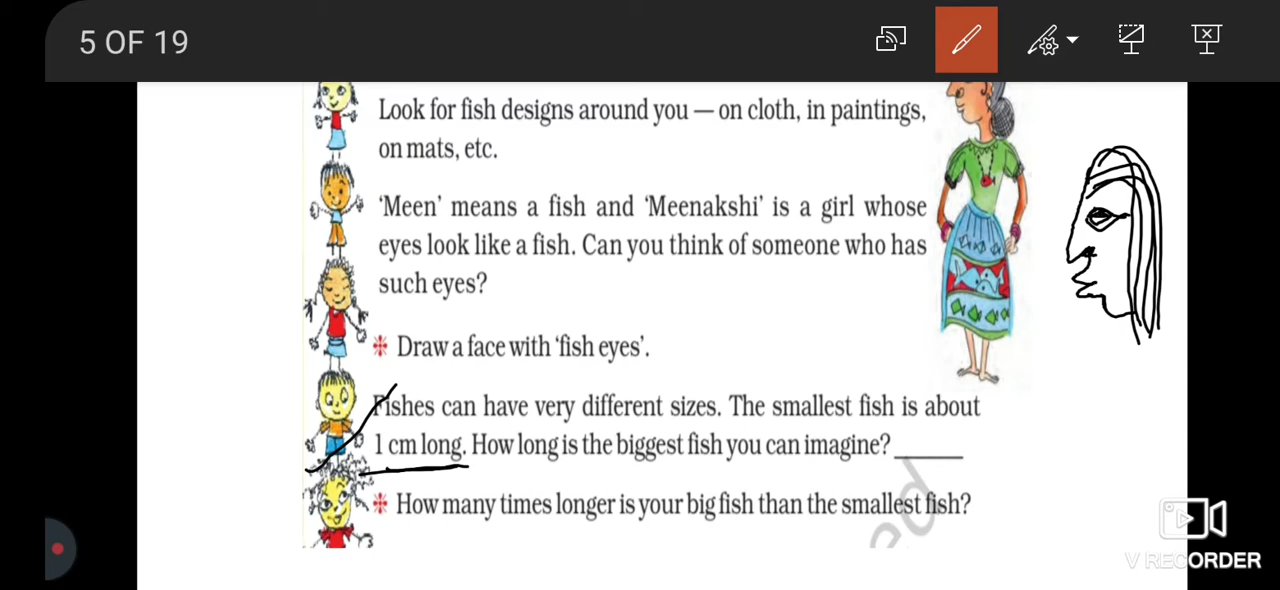 5 OF 19
Look for fish designs around you — on cloth, in paintings,
on mats, etc.
‘Meen’ means a fish and ‘Meenakshi’ is a girl whose
eyes look like a fish. Can you think of someone who has
such eyes?
Draw a face with ‘fish eyes’.
Fishes can have very different sizes. The smallest fish is about
1 cm long. How long is the biggest fish you can imagine? ______
How many times longer is your big fish than the smallest fish?
ed
V RECORDER